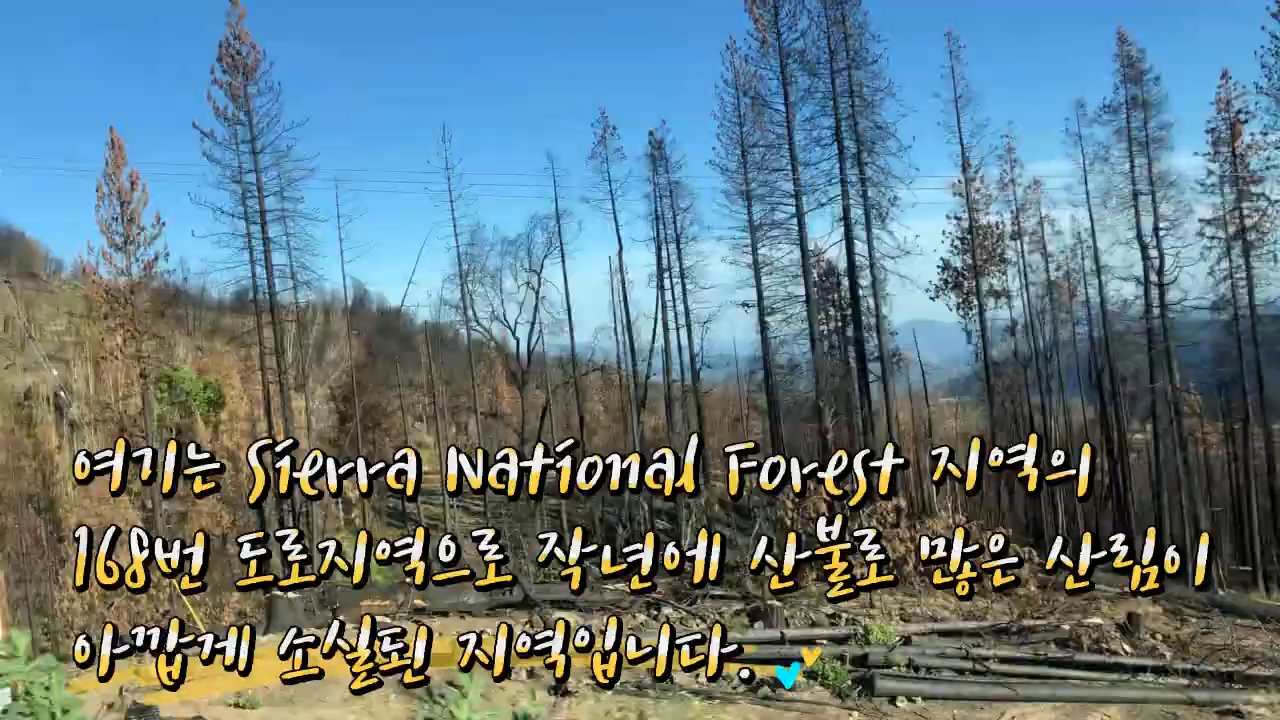 여기는 Sierra National Forest 지역의
168번 도로지역으로 작년에 산불로 많은 산림이
아깝게 소실된 지역입니다.